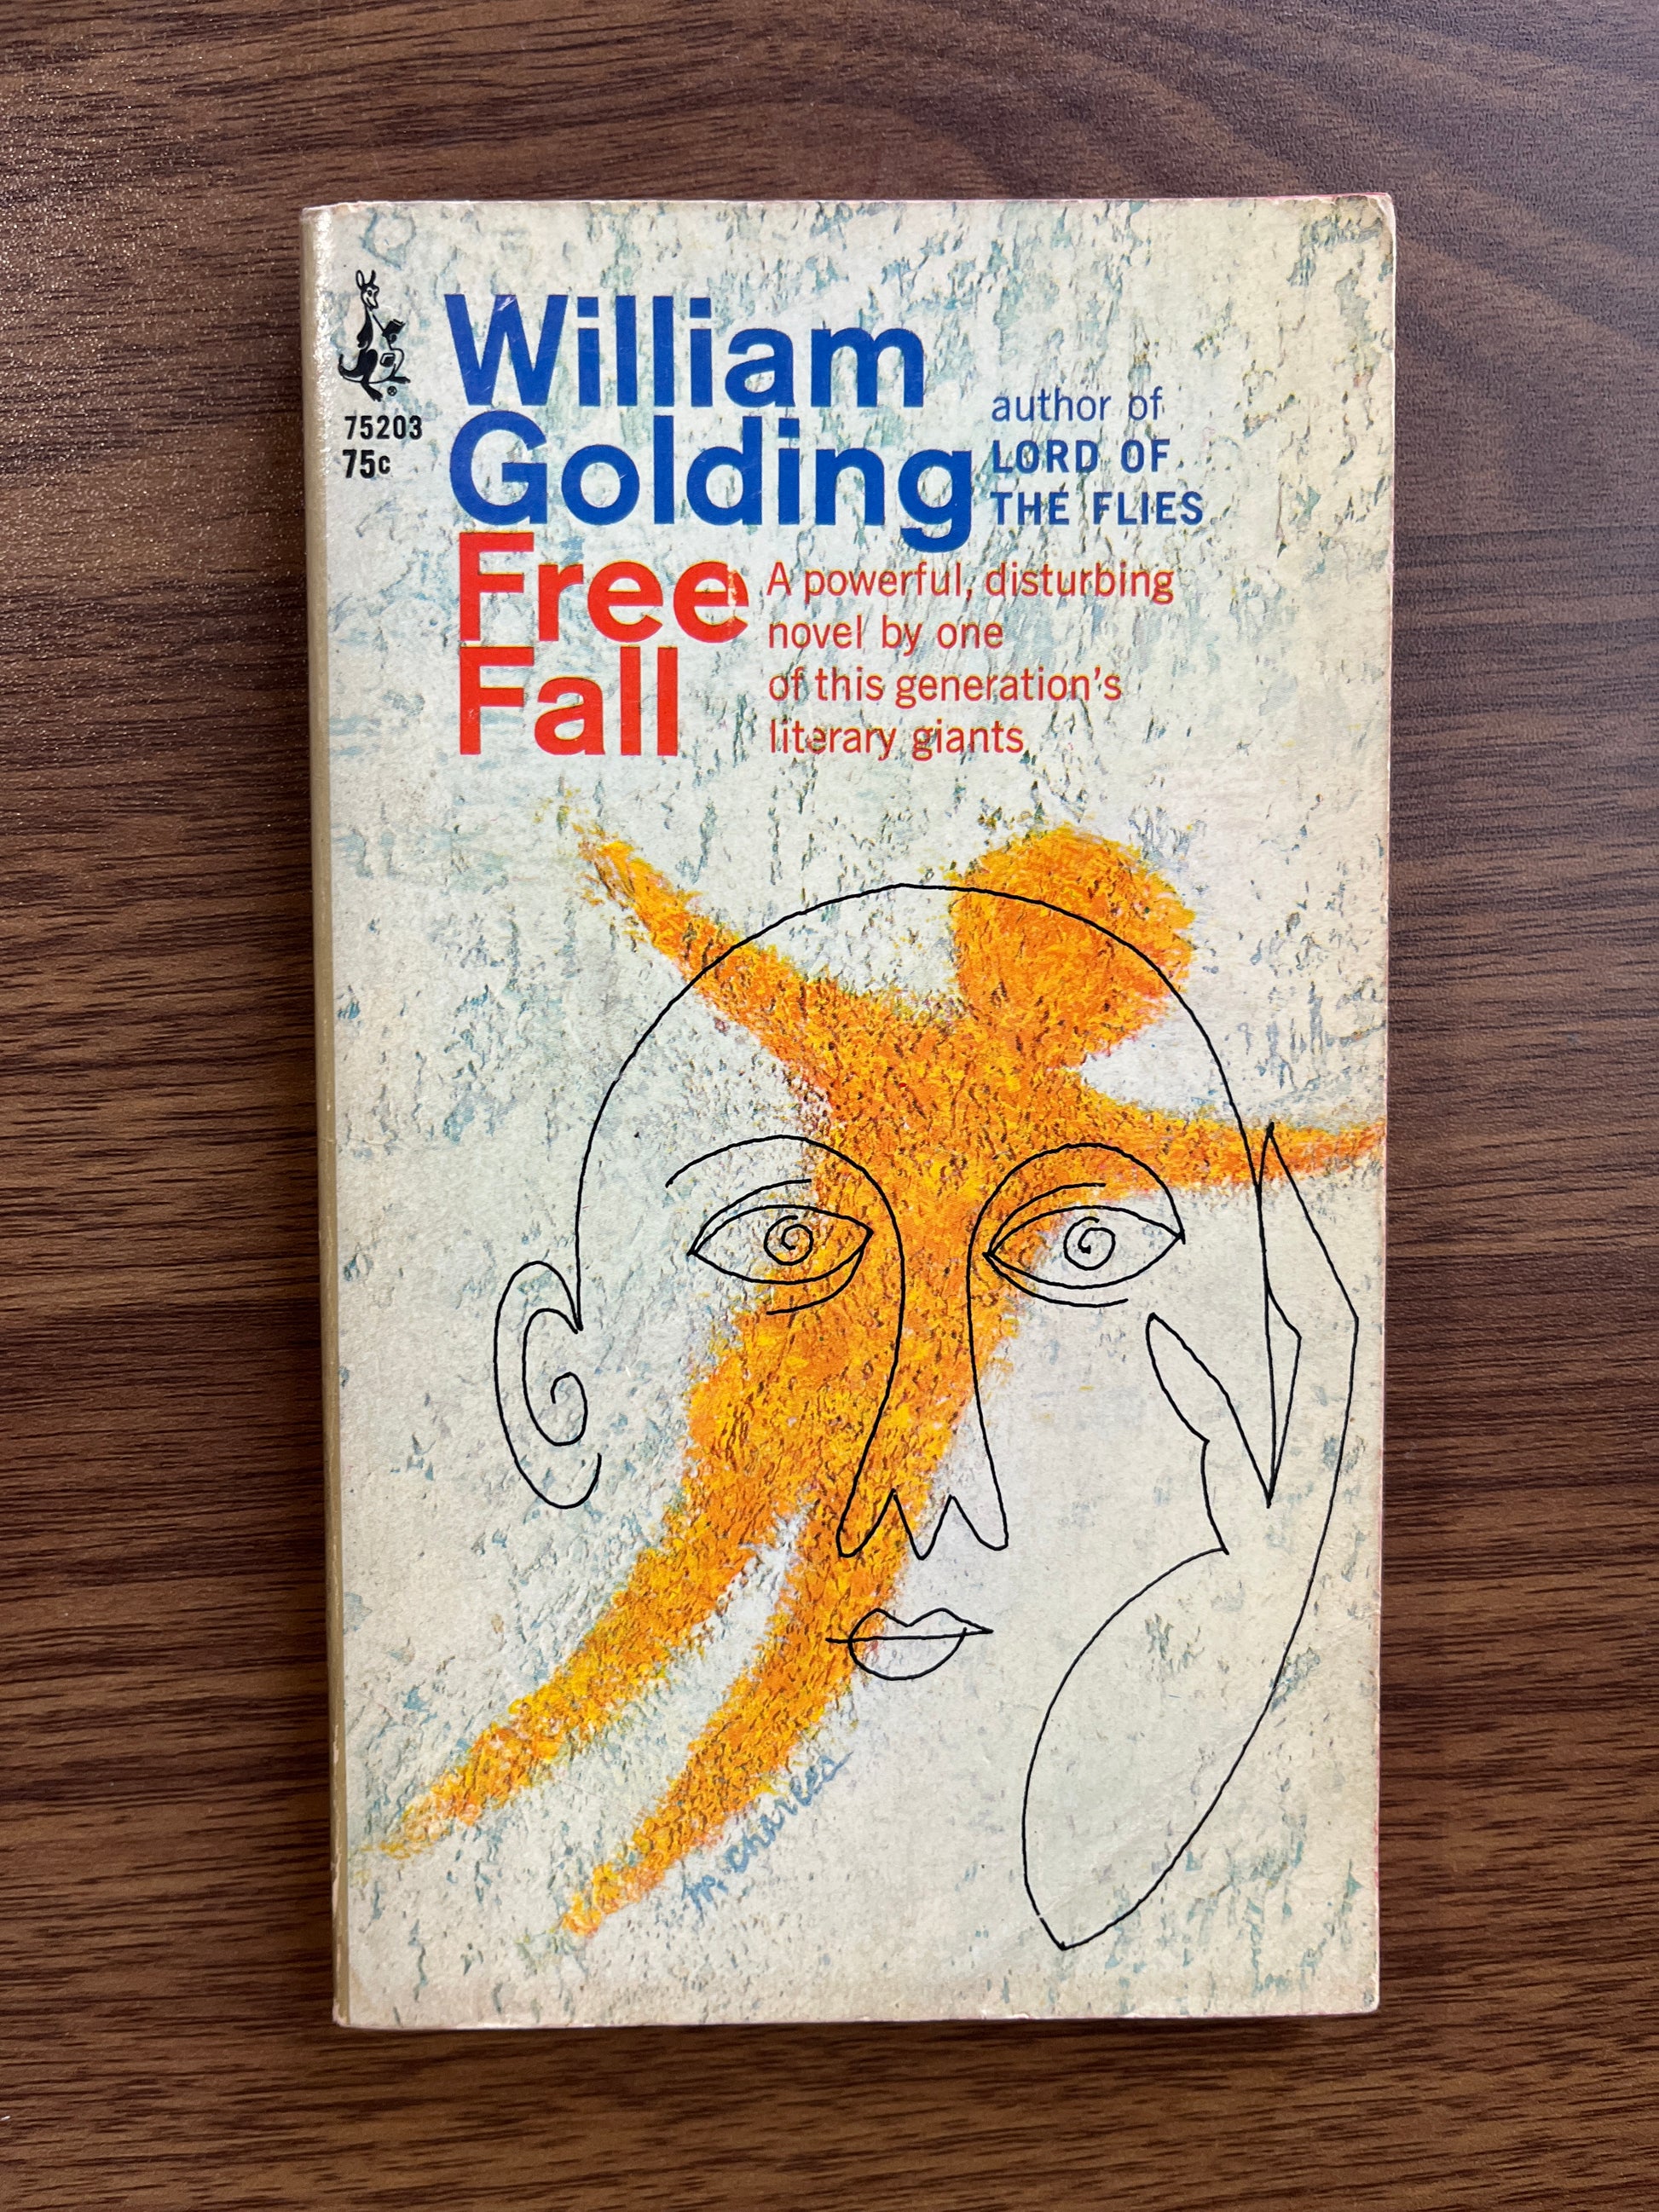 75203
75c
William
Golding
author of
LORD OF
THE FLIES
Free
Fall
A powerful, disturbing
novel by one
of this generation's
literary giants.
m. charles